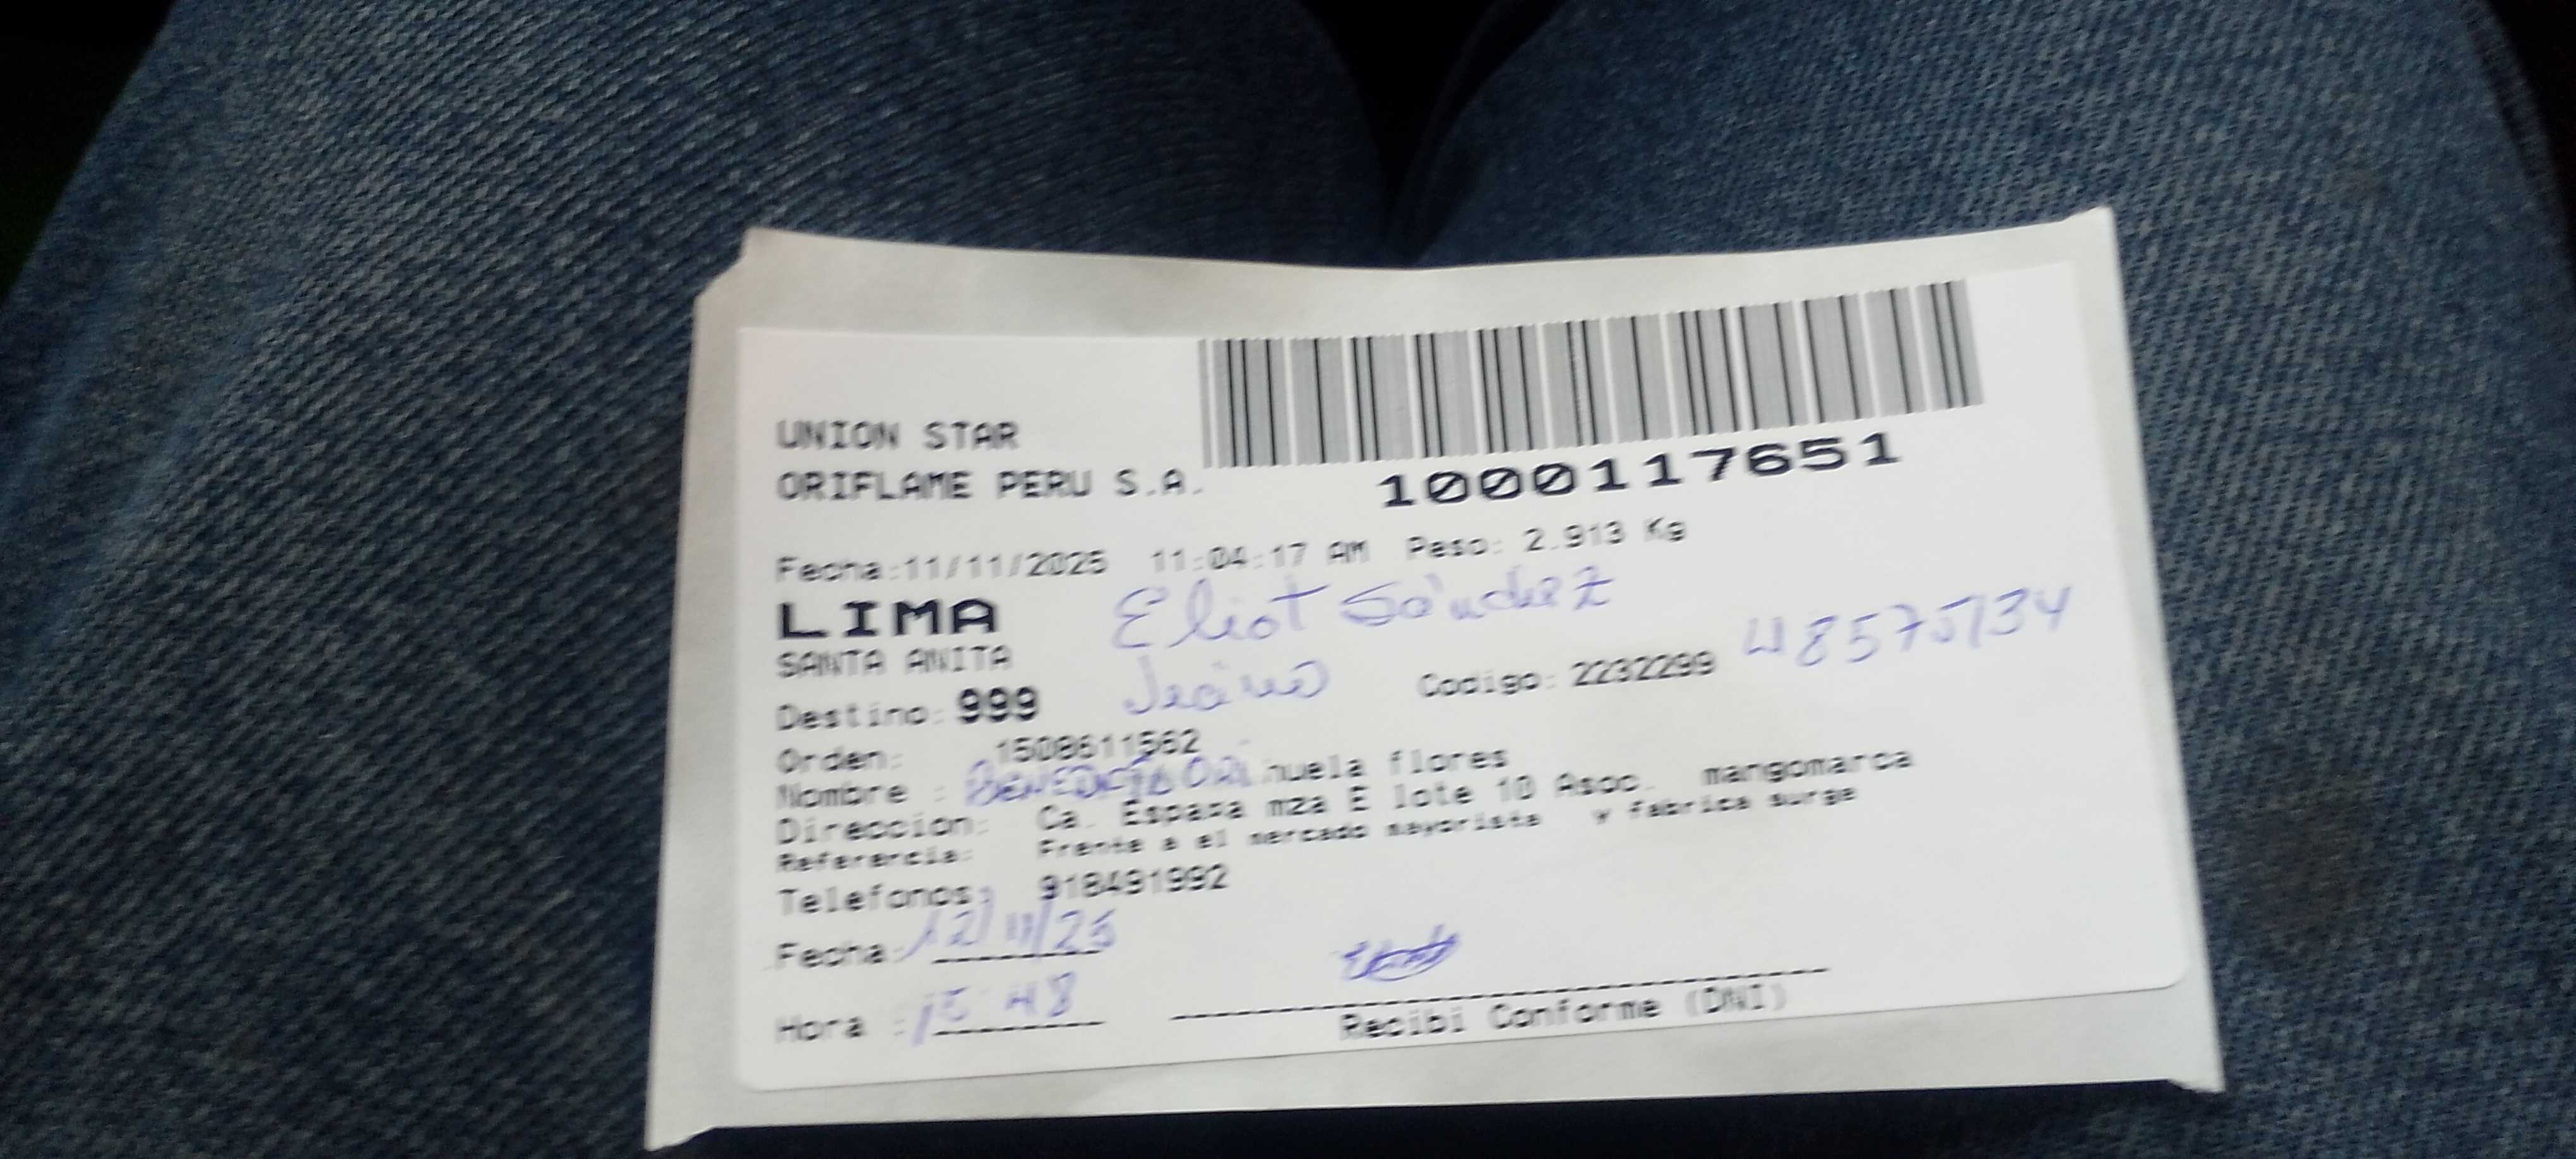 UNION STAR
ORIFLAME PERU S.A.
1000117651
Fecha:11/11/2025 11:04:17 AM Peso: 2.913 Kg
LIMA Eliot Sánchez
SANTA ANITA
Destino: 999 Codigo: 2232299 48575734
Orden: 1508611562
Nombre : huela flores
Direccion: Ca. Espana mza E lote 10 Asoc. mangomarca
Referencia: Frente a el mercado mayorista y fabrica surge
Telefonos: 918491992
Fecha: 12/11/25
Hora : 15:48
Recibi Conforme (DNI)